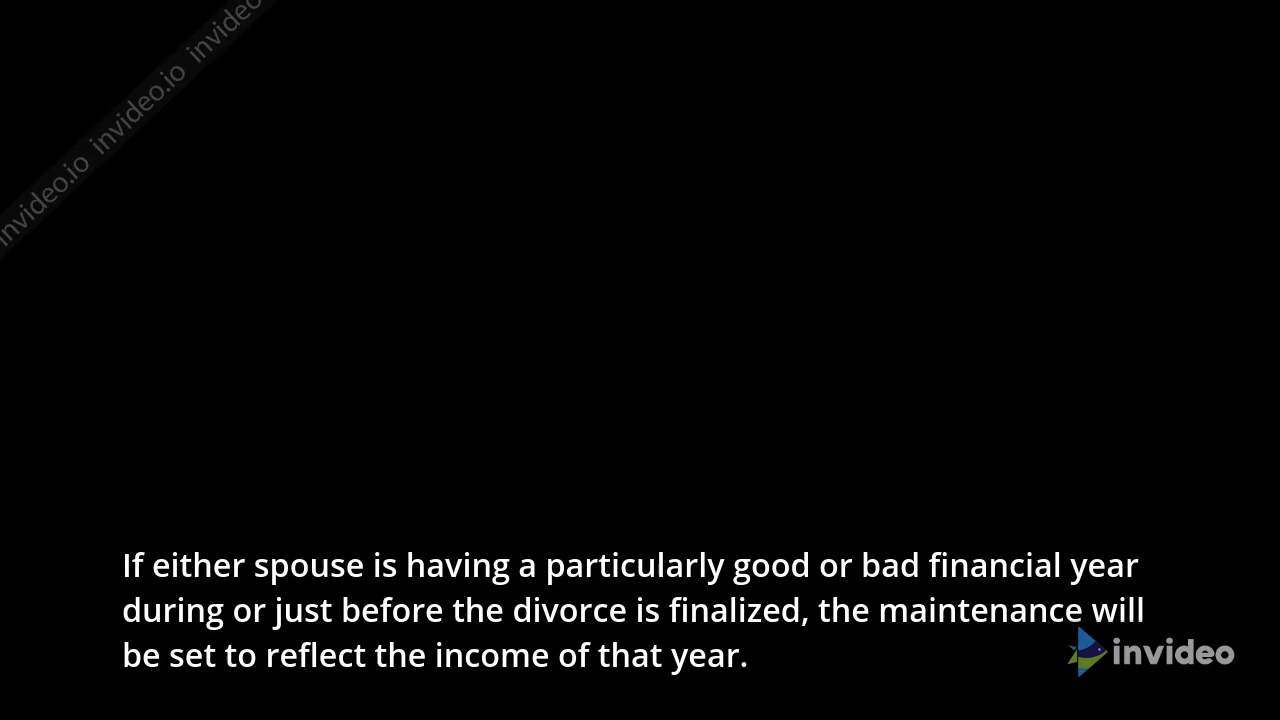 invideo.io invideo.io invideo
If either spouse is having a particularly good or bad financial year
during or just before the divorce is finalized, the maintenance will
be set to reflect the income of that year.
invideo